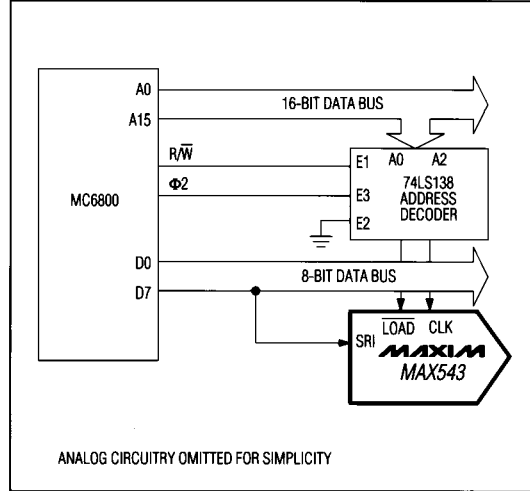 A0
16-BIT DATA BUS
A15
R/W̅
E1 A0 A2
MC6800
Φ2
74LS138
E3 ADDRESS
DECODER
E2
D0
8-BIT DATA BUS
D7
L̅O̅A̅D̅ CLK
SRI
MAXIM
MAX543
ANALOG CIRCUITRY OMITTED FOR SIMPLICITY